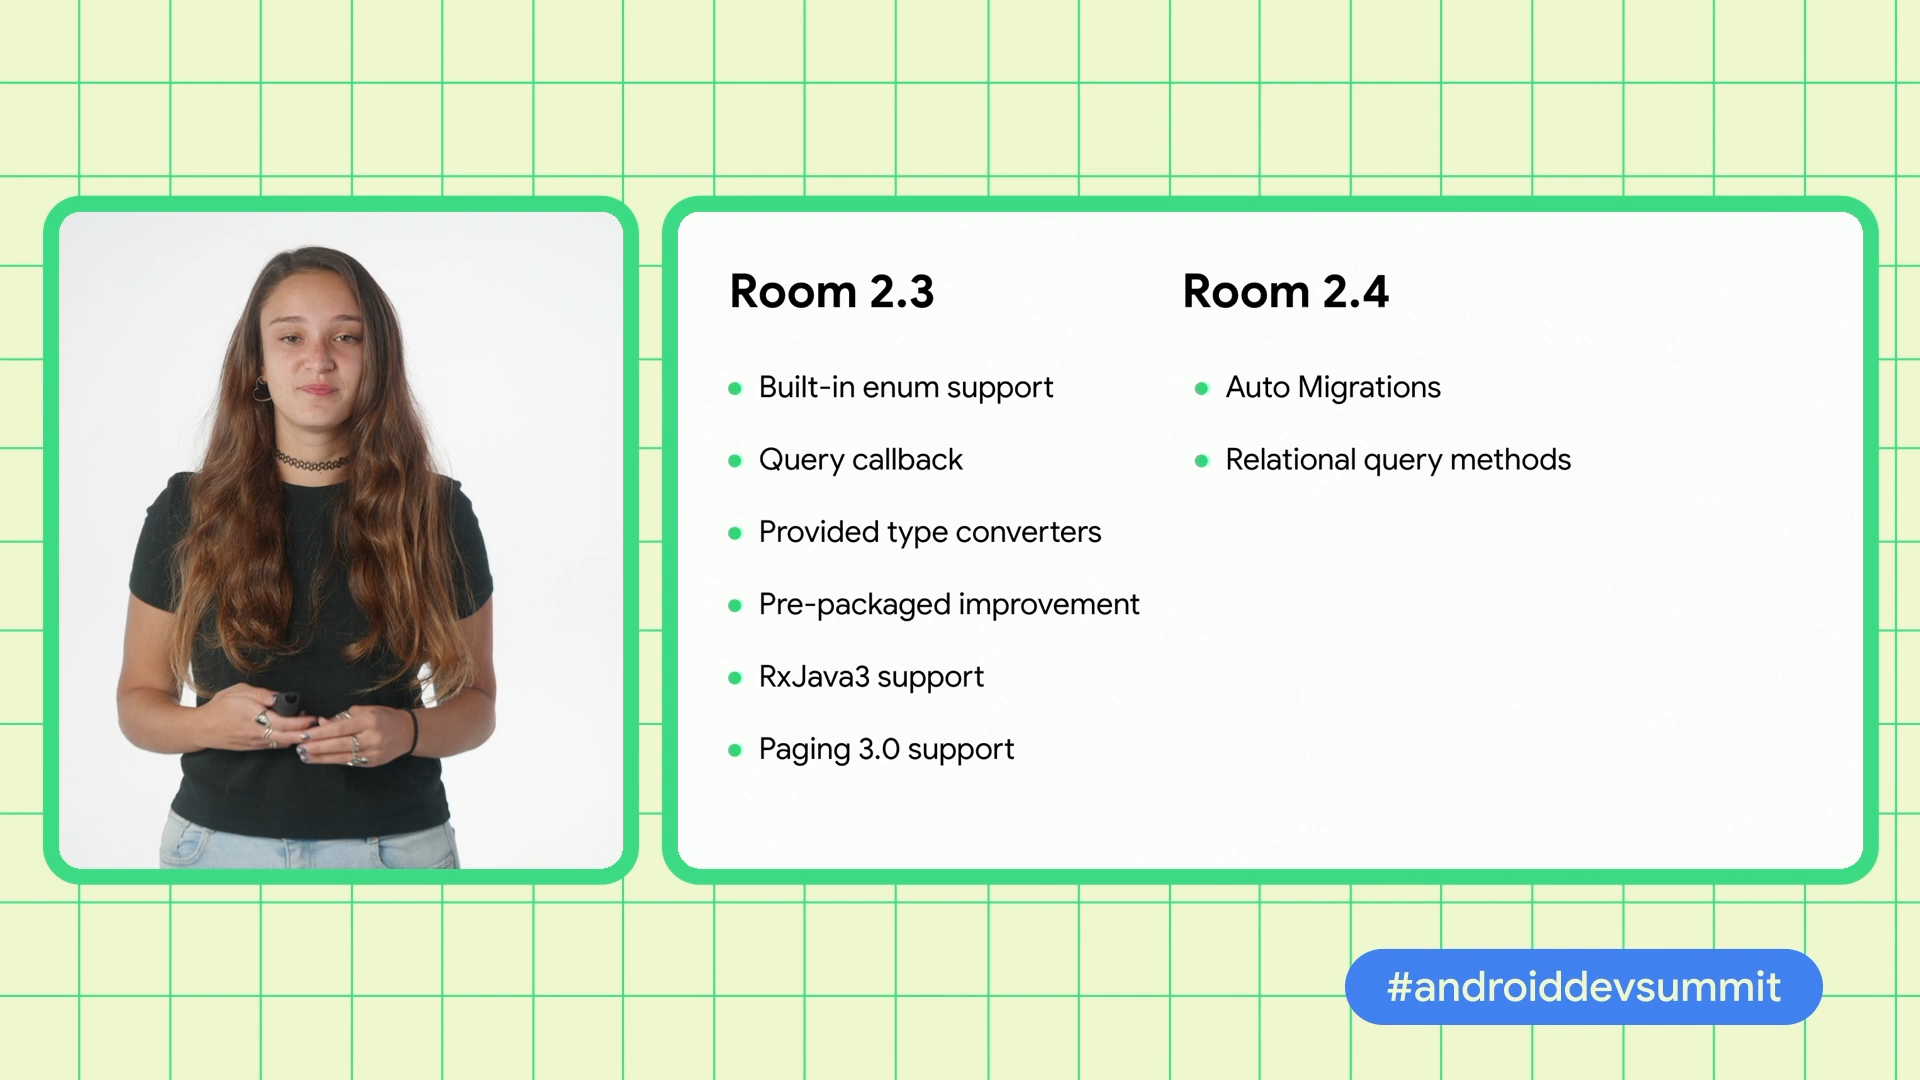 Room 2.3
Built-in enum support
Query callback
Provided type converters
Pre-packaged improvement
RxJava3 support
Paging 3.0 support
Room 2.4
Auto Migrations
Relational query methods
#androiddevsummit